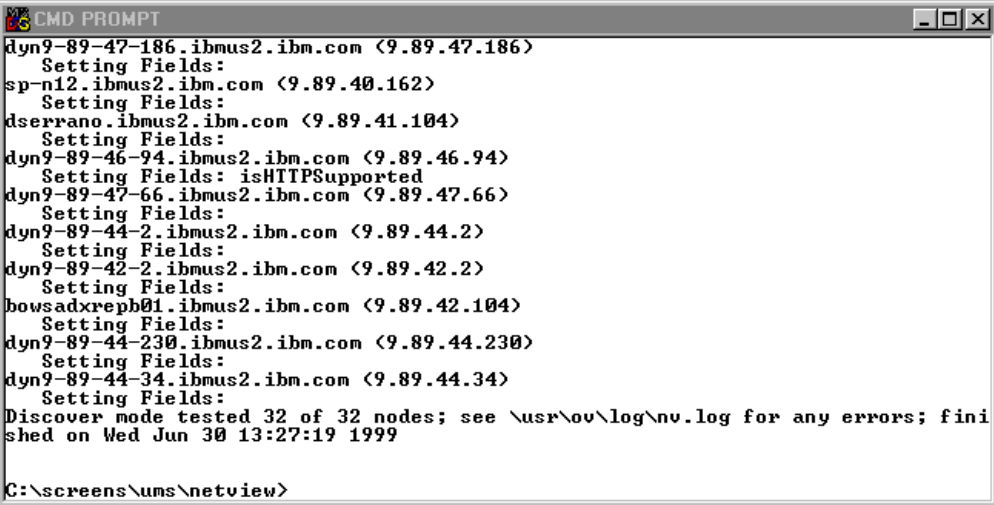 CMD PROMPT
dyn9-89-47-186.ibmus2.ibm.com (9.89.47.186)
Setting Fields:
sp-n12.ibmus2.ibm.com (9.89.40.162)
Setting Fields:
dserrano.ibmus2.ibm.com (9.89.41.104)
Setting Fields:
dyn9-89-46-94.ibmus2.ibm.com (9.89.46.94)
Setting Fields: isHTTPSupported
dyn9-89-47-66.ibmus2.ibm.com (9.89.47.66)
Setting Fields:
dyn9-89-44-2.ibmus2.ibm.com (9.89.44.2)
Setting Fields:
dyn9-89-42-2.ibmus2.ibm.com (9.89.42.2)
Setting Fields:
bowsadxrepb01.ibmus2.ibm.com (9.89.42.104)
Setting Fields:
dyn9-89-44-230.ibmus2.ibm.com (9.89.44.230)
Setting Fields:
dyn9-89-44-34.ibmus2.ibm.com (9.89.44.34)
Setting Fields:
Discover mode tested 32 of 32 nodes; see \usr\ov\log\nv.log for any errors; fini
shed on Wed Jun 30 13:27:19 1999
C:\screens\ums\netview>